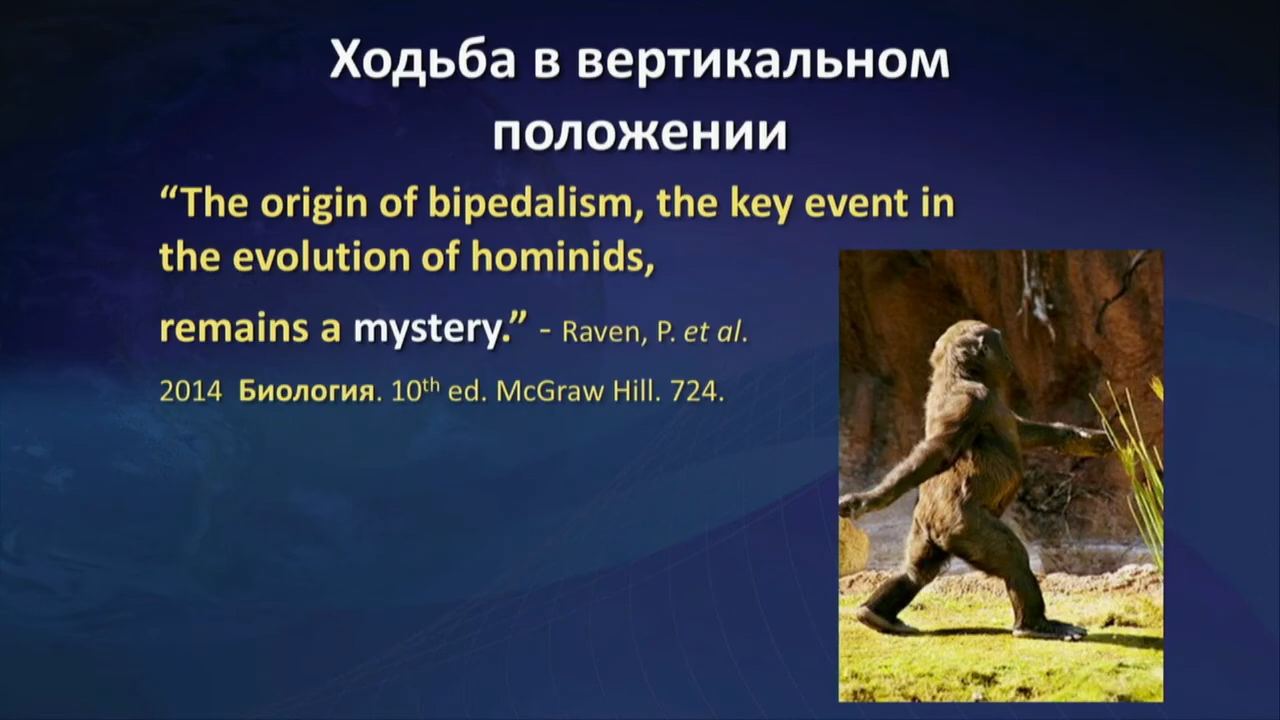 Ходьба в вертикальном
положении
“The origin of bipedalism, the key event in
the evolution of hominids,
remains a mystery.” - Raven, P. et al.
2014 Биология. 10th ed. McGraw Hill. 724.